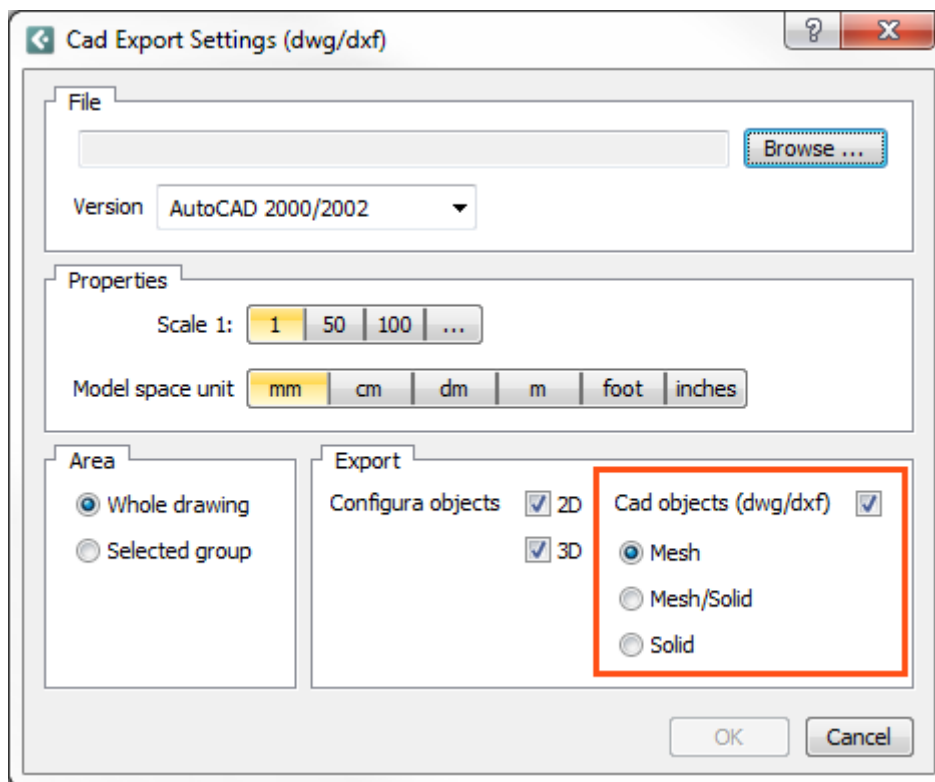 Cad Export Settings (dwg/dxf)
File
Browse ...
Version AutoCAD 2000/2002
Properties
Scale 1: 1 50 100 ...
Model space unit mm cm dm m foot inches
Area
Whole drawing
Selected group
Export
Configura objects 2D
3D
Cad objects (dwg/dxf)
Mesh
Mesh/Solid
Solid
OK Cancel